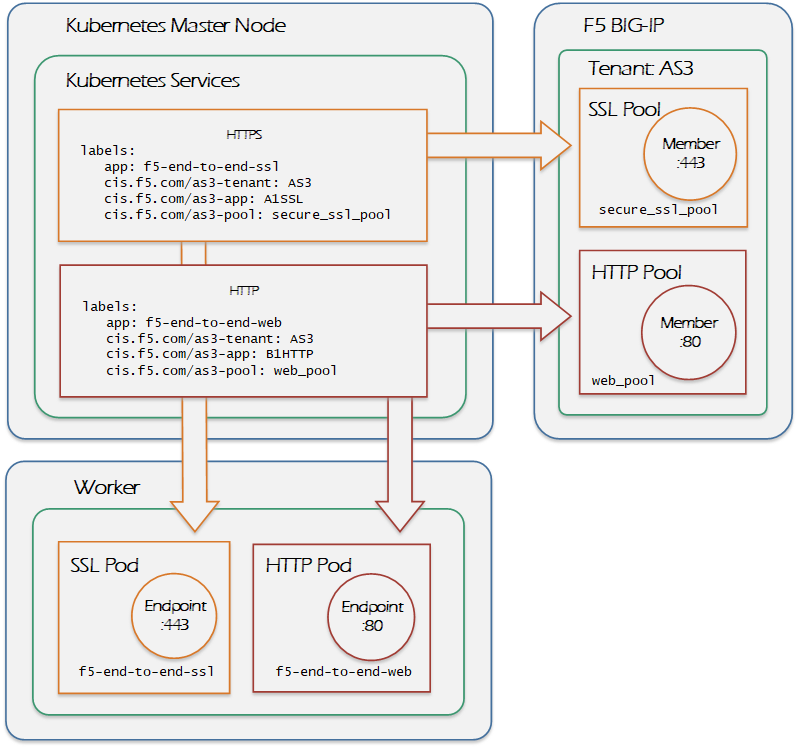 Kubernetes Master Node
Kubernetes Services
HTTPS
labels:
app: f5-end-to-end-ssl
cis.f5.com/as3-tenant: AS3
cis.f5.com/as3-app: A1SSL
cis.f5.com/as3-pool: secure_ssl_pool
HTTP
labels:
app: f5-end-to-end-web
cis.f5.com/as3-tenant: AS3
cis.f5.com/as3-app: B1HTTP
cis.f5.com/as3-pool: web_pool
F5 BIG-IP
Tenant: AS3
SSL Pool
Member
:443
secure_ssl_pool
HTTP Pool
Member
:80
web_pool
Worker
SSL Pod
Endpoint
:443
f5-end-to-end-ssl
HTTP Pod
Endpoint
:80
f5-end-to-end-web